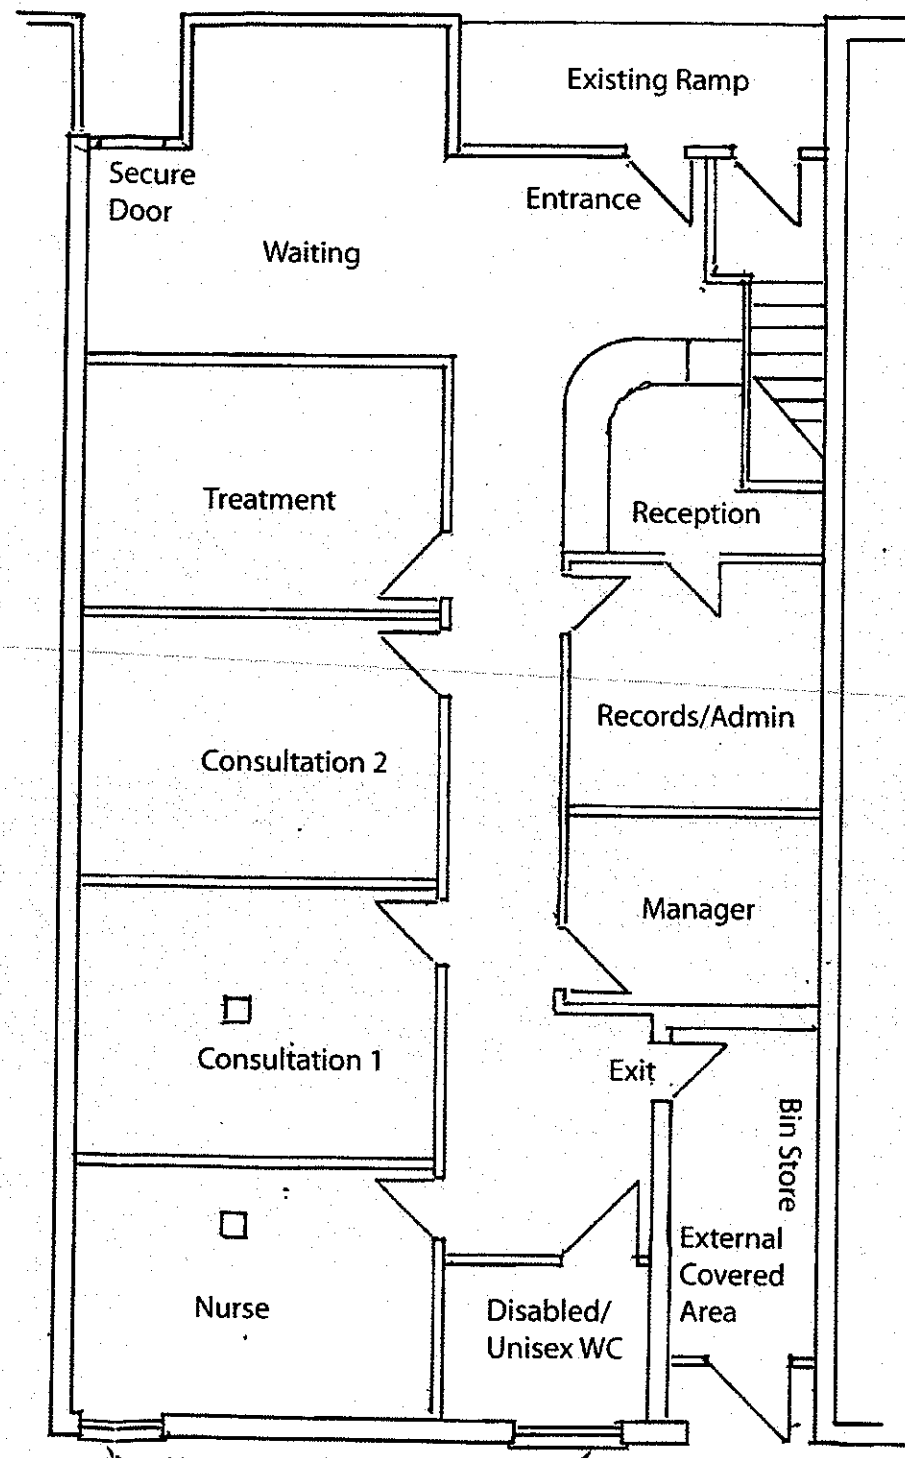 Existing Ramp
Secure
Door
Entrance
Waiting
Treatment
Reception
Records/Admin
Consultation 2
Manager
Consultation 1
Exit
Bin Store
External
Covered
Area
Nurse
Disabled/
Unisex WC